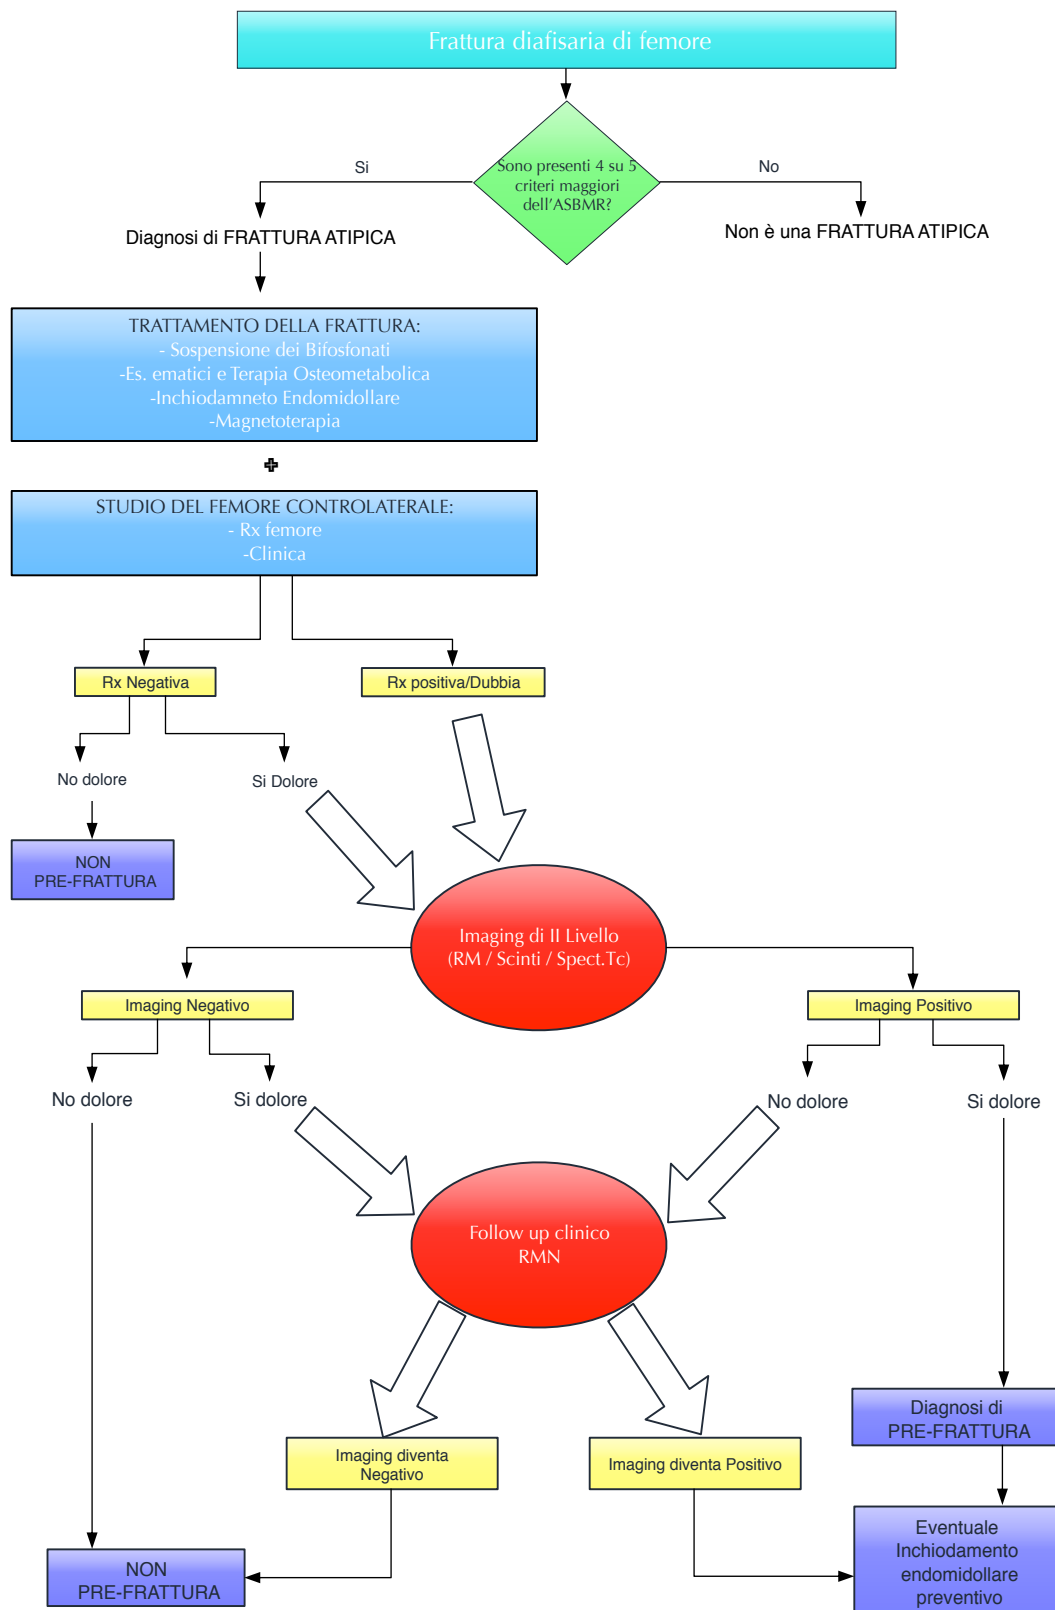 Frattura diafisaria di femore
Sono presenti 4 su 5
criteri maggiori
dell'ASBMR?
Si
No
Diagnosi di FRATTURA ATIPICA
Non è una FRATTURA ATIPICA
TRATTAMENTO DELLA FRATTURA:
- Sospensione dei Bifosfonati
-Es. ematici e Terapia Osteometabolica
-Inchiodamneto Endomidollare
-Magnetoterapia
STUDIO DEL FEMORE CONTROLATERALE:
- Rx femore
-Clinica
Rx Negativa
Rx positiva/Dubbia
No dolore
Si Dolore
NON
PRE-FRATTURA
Imaging di II Livello
(RM / Scinti / Spect.Tc)
Imaging Negativo
Imaging Positivo
No dolore
Si dolore
No dolore
Si dolore
Follow up clinico
RMN
Imaging diventa
Negativo
Imaging diventa Positivo
Diagnosi di
PRE-FRATTURA
NON
PRE-FRATTURA
Eventuale
Inchiodamento
endomidollare
preventivo